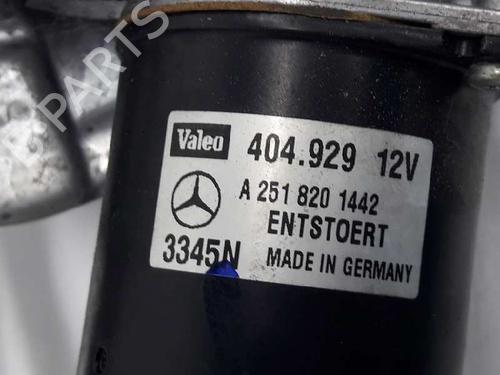 PARTS
Valeo 404.929 12V
A 251 820 1442
ENTSTOERT
3345N MADE IN GERMANY